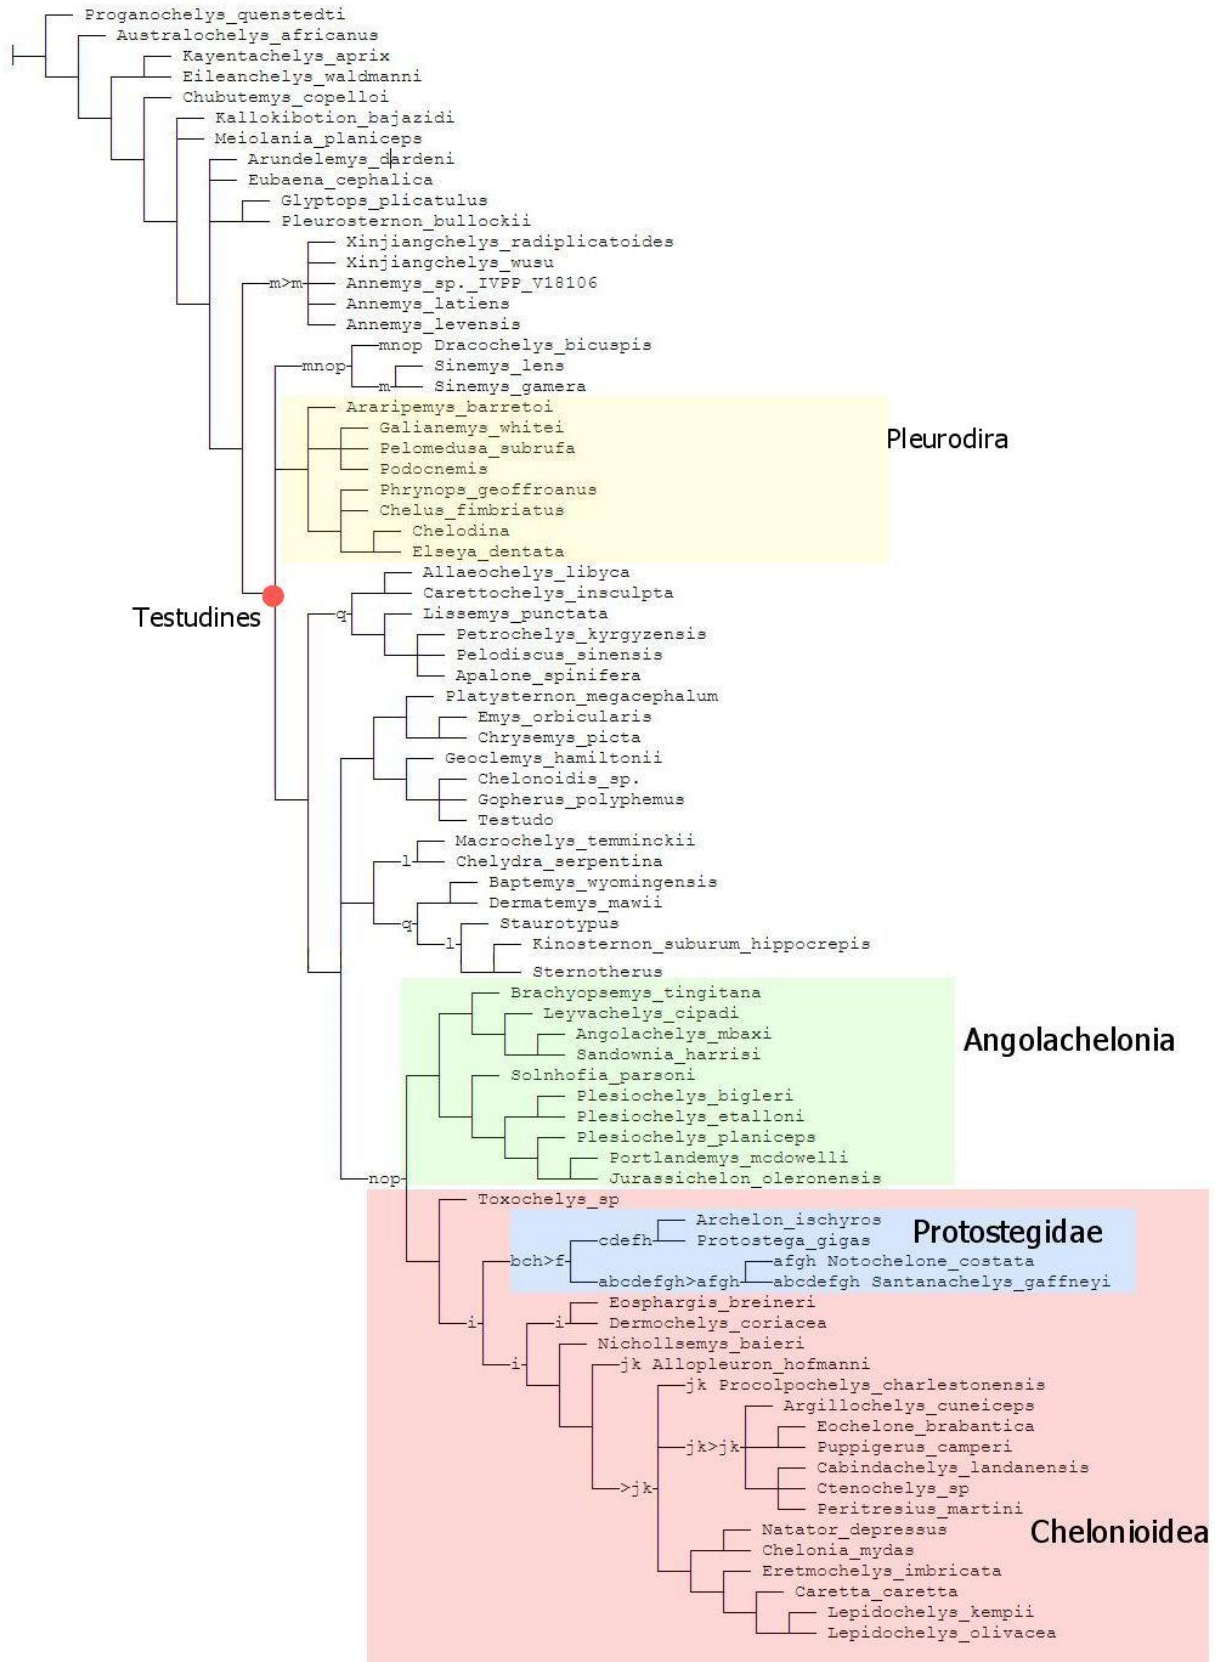 Proganochelys_quenstedti
Australochelys_africanus
Kayentachelys_aprix
Eileanchelys_waldmanni
Chubutemys_copelloi
Kallokibotion_bajazidi
Meiolania_planiceps
Arundelemys_dardeni
Eubaena_cephalica
Glyptops_plicatulus
Pleurosternon_bullockii
Xinjiangchelys_radiplicatoides
Xinjiangchelys_wusu
m>m Annemys_sp._IVPP_V18106
Annemys_latiens
Annemys_levensis
mnop Dracochelys_bicuspis
mnop Sinemys_lens
m Sinemys_gamera
Araripemys_barretoi
Galianemys_whitei
Pleurodira
Pelomedusa_subrufa
Podocnemis
Phrynops_geoffroanus
Chelus_fimbriatus
Chelodina
Elseya_dentata
Allaeochelys_libyca
Carettochelys_insculpta
Testudines
q Lissemys_punctata
Petrochelys_kyrgyzensis
Pelodiscus_sinensis
Apalone_spinifera
Platysternon_megacephalum
Emys_orbicularis
Chrysemys_picta
Geoclemys_hamiltonii
Chelonoidis_sp.
Gopherus_polyphemus
Testudo
Macrochelys_temminckii
l Chelydra_serpentina
Baptemys_wyomingensis
Dermatemys_mawii
q Staurotypus
l Kinosternon_suburum_hippocrepis
Sternotherus
Brachyopsemys_tingitana
Leyvachelys_cipadi
Angolachelys_mbaxi
Angolachelonia
Sandownia_harrisi
Solnhofia_parsoni
Plesiochelys_bigleri
Plesiochelys_etalloni
Plesiochelys_planiceps
Portlandemys_mcdowelli
nop Jurassichelon_oleronensis
Toxochelys_sp
Archelon_ischyros
Protostegidae
cdefh Protostega_gigas
bch>f afgh Notochelone_costata
abcdefgh>afgh abcdefgh Santanachelys_gaffneyi
Eosphargis_breineri
i i Dermochelys_coriacea
Nichollsemys_baieri
i jk Allopleuron_hofmanni
jk Procolpochelys_charlestonensis
Argillochelys_cuneiceps
Eochelone_brabantica
jk>jk Puppigerus_camperi
Cabindachelys_landanensis
>jk Ctenochelys_sp
Peritresius_martini
Natator_depressus
Chelonioidea
Chelonia_mydas
Eretmochelys_imbricata
Caretta_caretta
Lepidochelys_kempii
Lepidochelys_olivacea